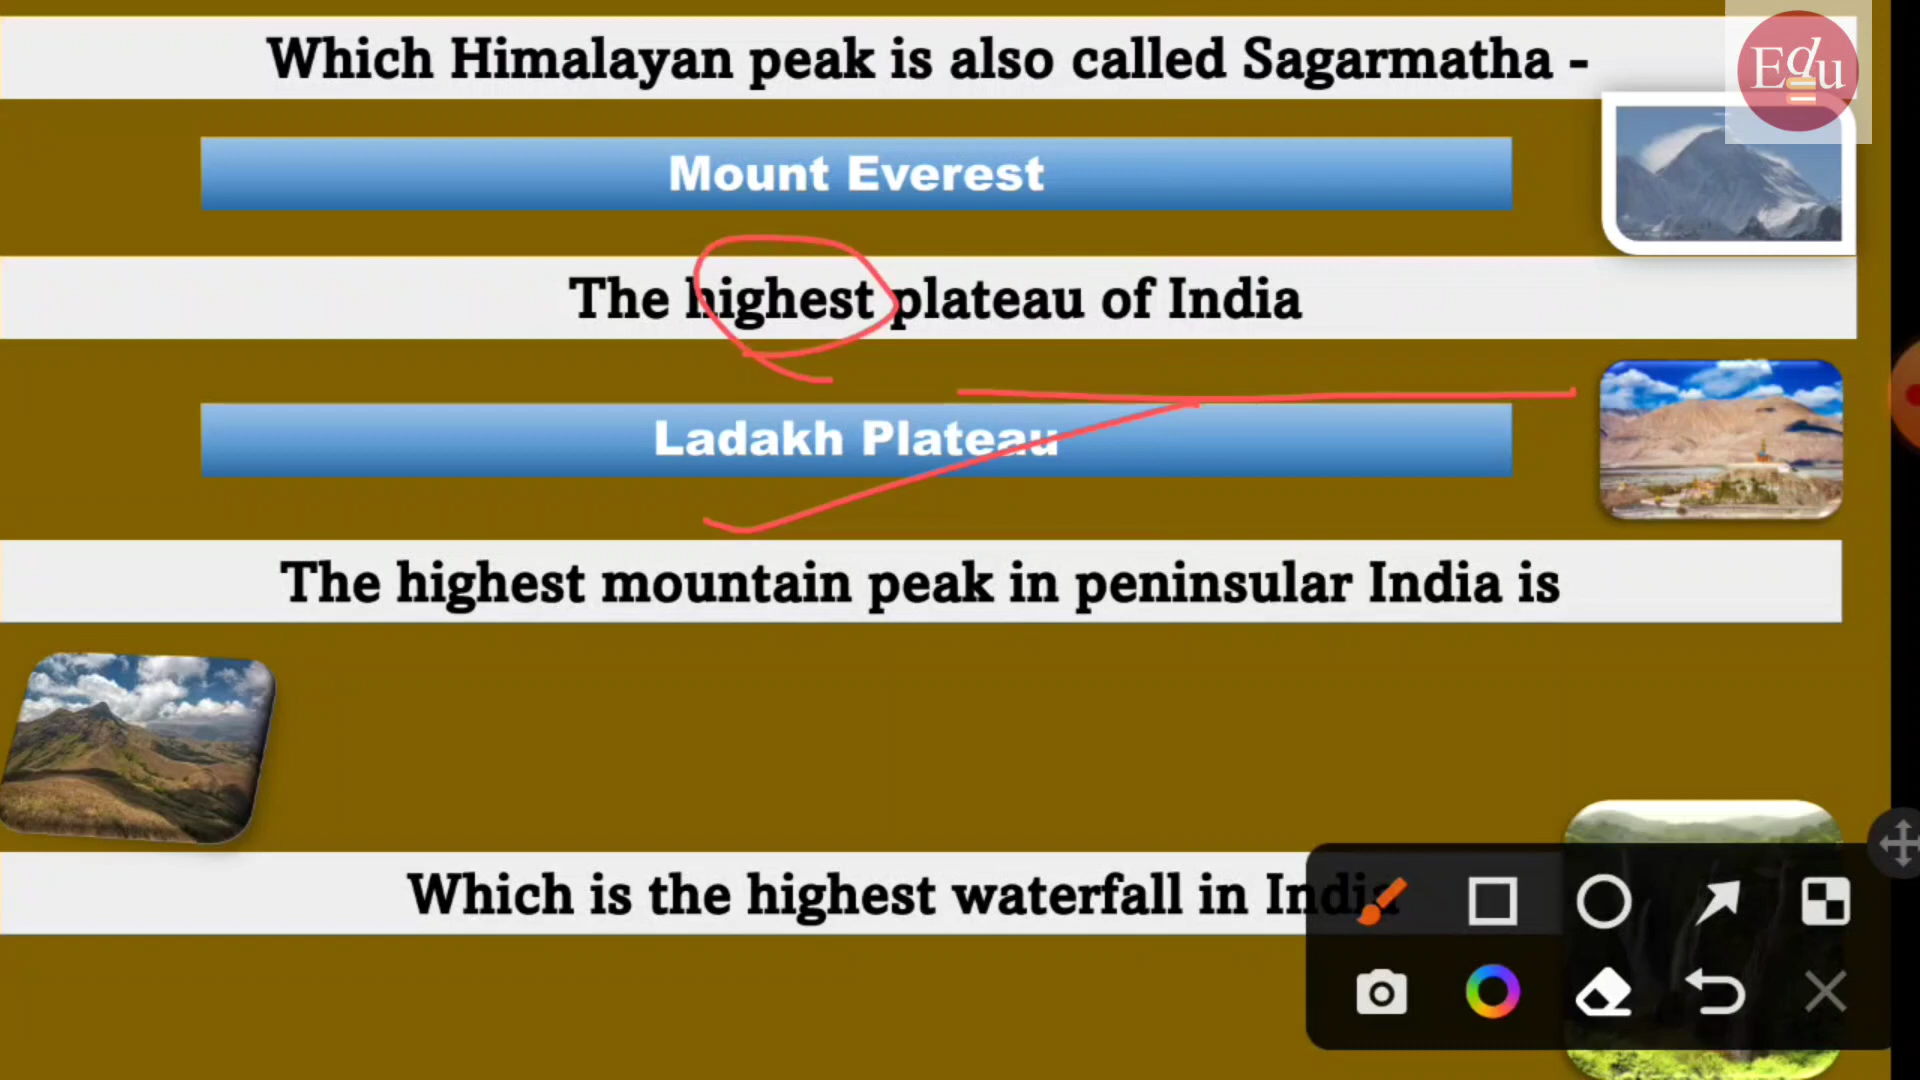 Which Himalayan peak is also called Sagarmatha -
Edu
Mount Everest
The highest plateau of India
Ladakh Plateau
The highest mountain peak in peninsular India is
Which is the highest waterfall in India